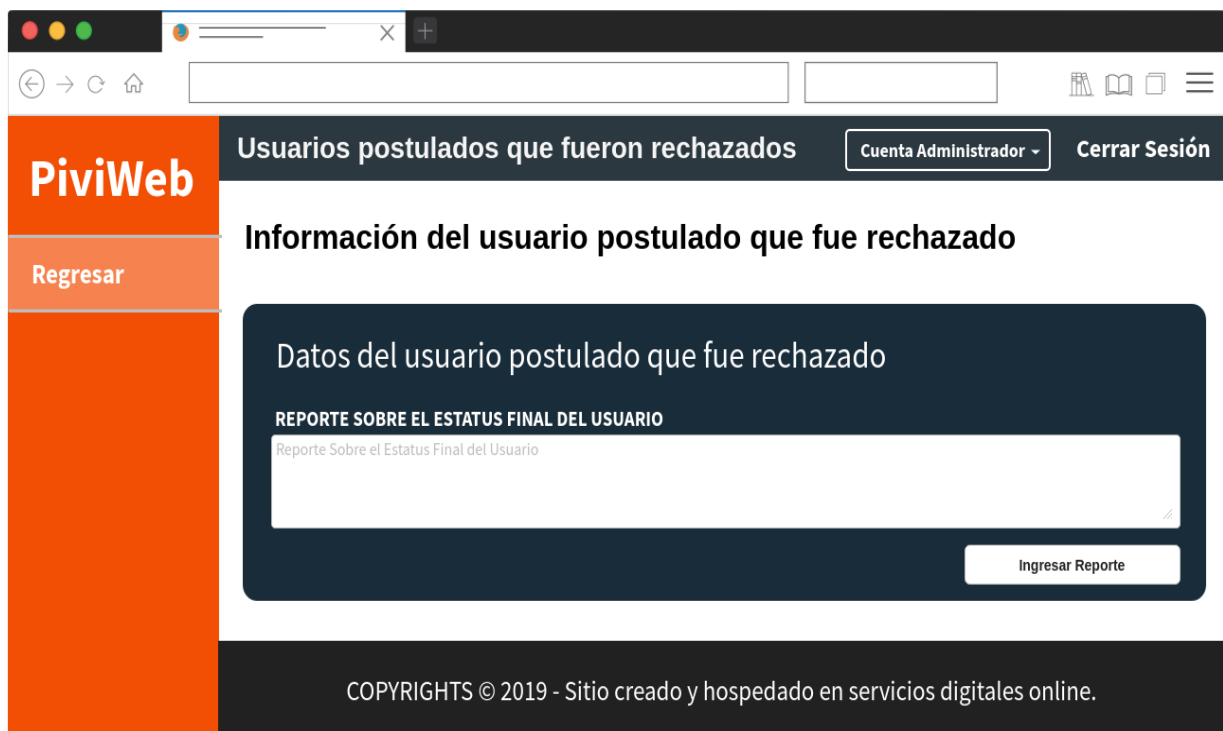 PiviWeb
Regresar
Usuarios postulados que fueron rechazados
Cuenta Administrador
Cerrar Sesión
Información del usuario postulado que fue rechazado
Datos del usuario postulado que fue rechazado
REPORTE SOBRE EL ESTATUS FINAL DEL USUARIO
Reporte Sobre el Estatus Final del Usuario
Ingresar Reporte
COPYRIGHTS © 2019 - Sitio creado y hospedado en servicios digitales online.